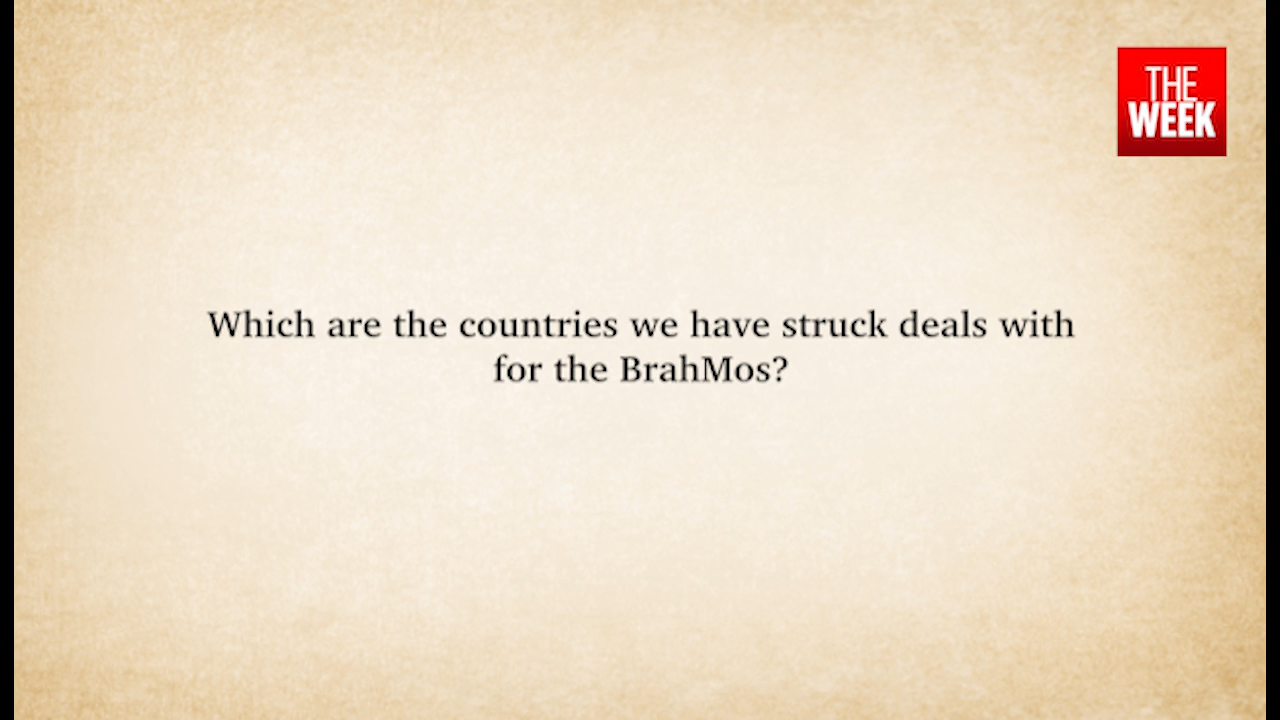 THE
WEEK
Which are the countries we have struck deals with
for the BrahMos?